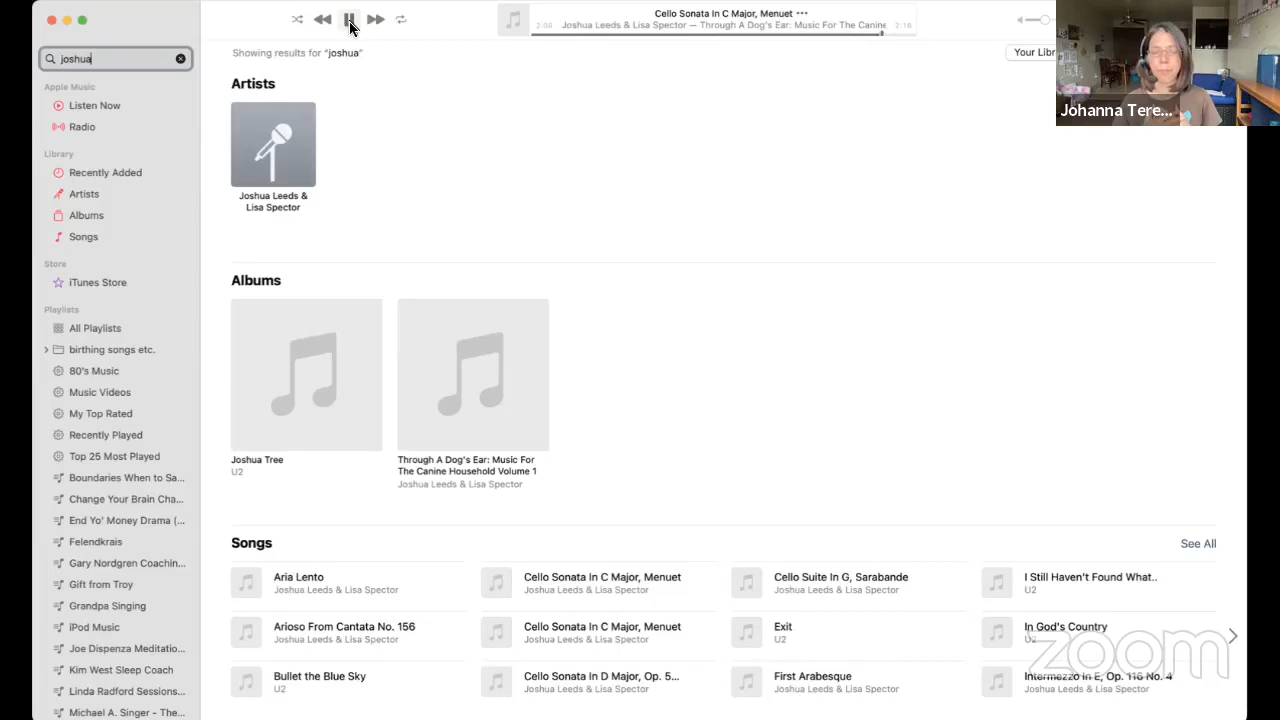 Cello Sonata In C Major, Menuet •••
2:08
Joshua Leeds & Lisa Spector — Through A Dog's Ear: Music For The Canine
2:16
joshua
Showing results for "joshua"
Your Libr
Johanna Tere...
Apple Music
Listen Now
Radio
Library
Recently Added
Artists
Albums
Songs
Store
iTunes Store
Playlists
All Playlists
birthing songs etc.
80's Music
Music Videos
My Top Rated
Recently Played
Top 25 Most Played
Boundaries When to Sa...
Change Your Brain Cha...
End Yo' Money Drama (...
Felendkrais
Gary Nordgren Coachin...
Gift from Troy
Grandpa Singing
iPod Music
Joe Dispenza Meditatio...
Kim West Sleep Coach
Linda Radford Sessions...
Michael A. Singer - The...
Artists
Joshua Leeds &
Lisa Spector
Albums
Joshua Tree
U2
Through A Dog's Ear: Music For
The Canine Household Volume 1
Joshua Leeds & Lisa Spector
Songs
See All
Aria Lento
Joshua Leeds & Lisa Spector
Cello Sonata In C Major, Menuet
Joshua Leeds & Lisa Spector
Cello Suite In G, Sarabande
Joshua Leeds & Lisa Spector
I Still Haven't Found What..
U2
Arioso From Cantata No. 156
Joshua Leeds & Lisa Spector
Cello Sonata In C Major, Menuet
Joshua Leeds & Lisa Spector
Exit
U2
In God's Country
U2
Bullet the Blue Sky
U2
Cello Sonata In D Major, Op. 5...
Joshua Leeds & Lisa Spector
First Arabesque
Joshua Leeds & Lisa Spector
Intermezzo In E, Op. 116 No. 4
Joshua Leeds & Lisa Spector
zoom